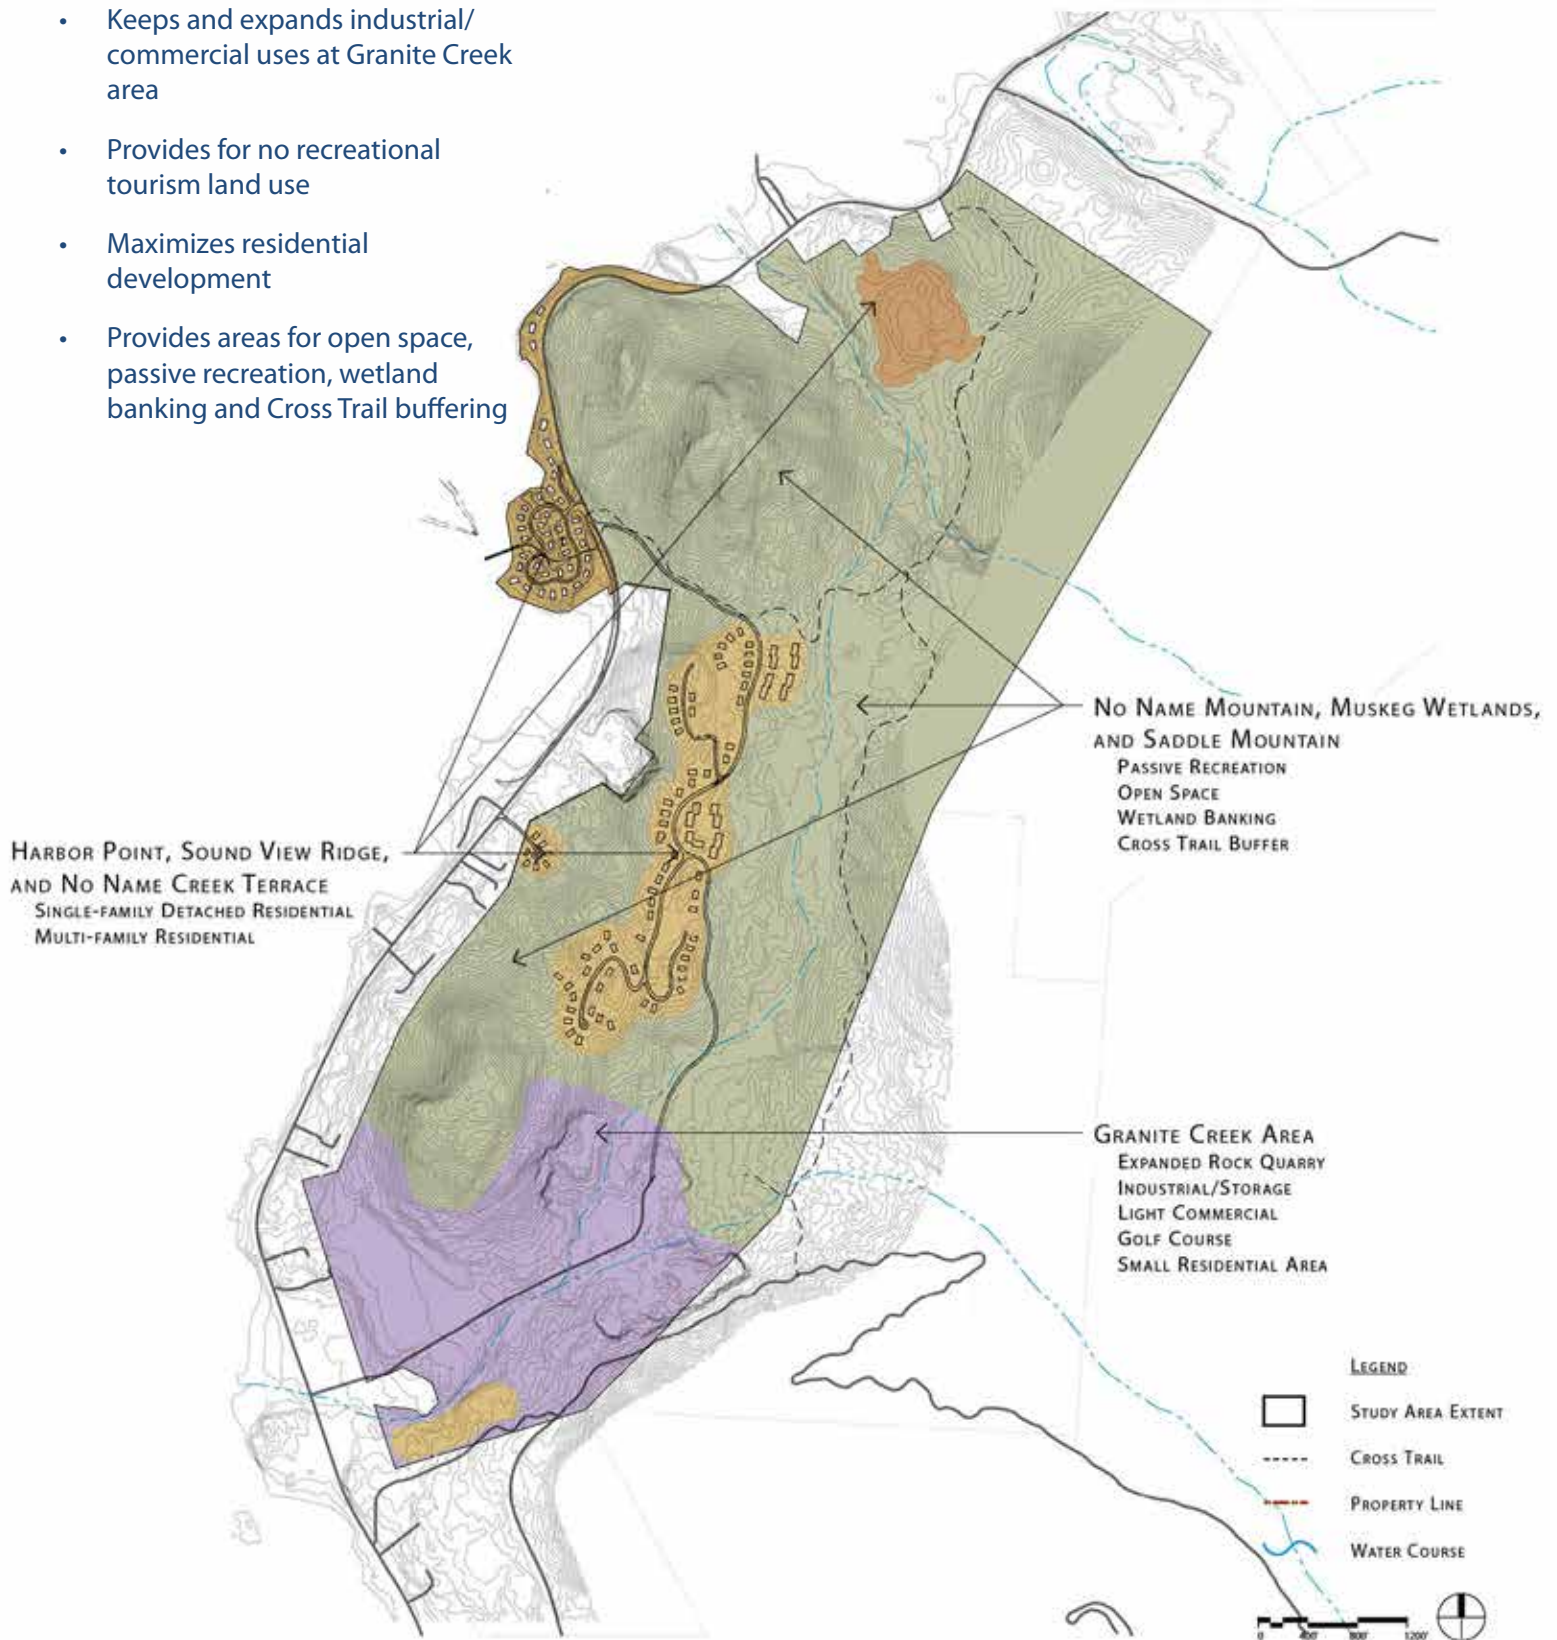 • Keeps and expands industrial/
commercial uses at Granite Creek
area
• Provides for no recreational
tourism land use
• Maximizes residential
development
• Provides areas for open space,
passive recreation, wetland
banking and Cross Trail buffering
No Name Mountain, Muskeg Wetlands,
and Saddle Mountain
Passive Recreation
Open Space
Wetland Banking
Cross Trail Buffer
Harbor Point, Sound View Ridge,
and No Name Creek Terrace
Single-family Detached Residential
Multi-family Residential
Granite Creek Area
Expanded Rock Quarry
Industrial/Storage
Light Commercial
Golf Course
Small Residential Area
Legend
Study Area Extent
Cross Trail
Property Line
Water Course
0 400' 800' 1200'